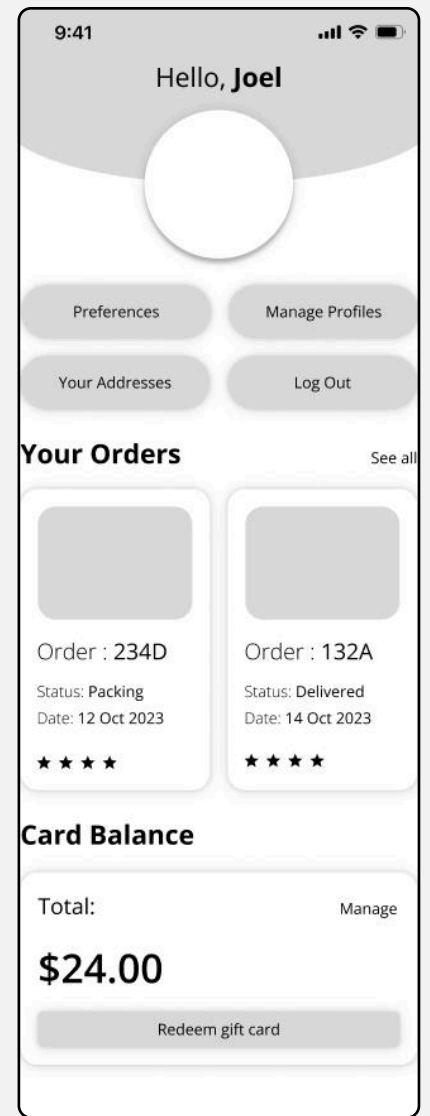 9:41
Hello, Joel
Preferences
Manage Profiles
Your Addresses
Log Out
Your Orders
See all
Order : 234D
Status: Packing
Date: 12 Oct 2023
Order : 132A
Status: Delivered
Date: 14 Oct 2023
Card Balance
Total:
Manage
$24.00
Redeem gift card